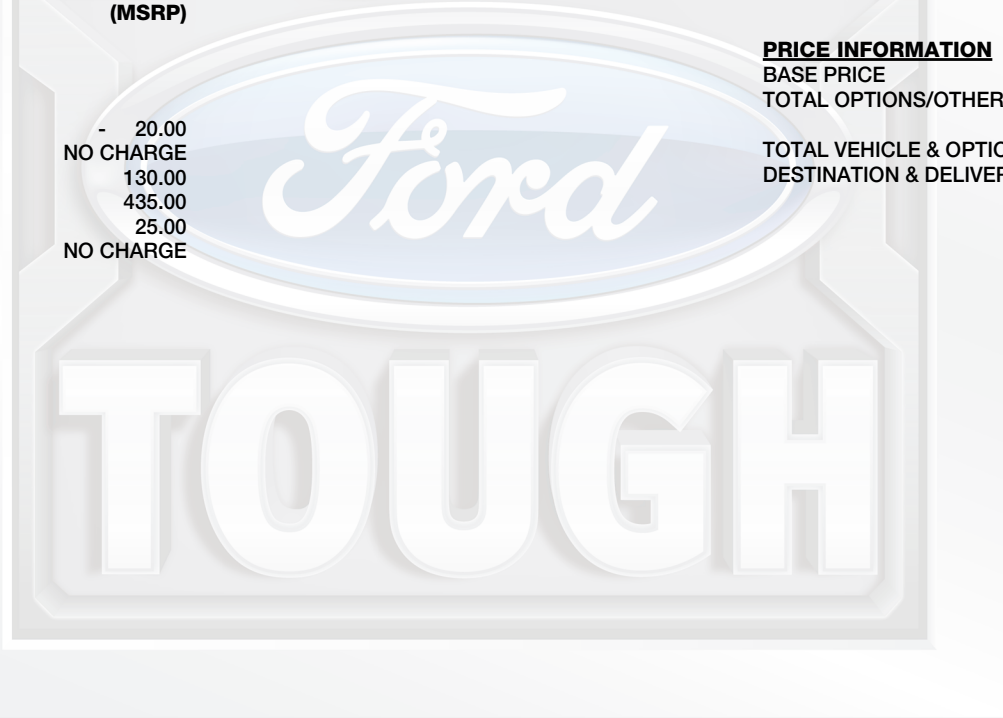 (MSRP)
- 20.00
NO CHARGE
130.00
435.00
25.00
NO CHARGE
PRICE INFORMATION
BASE PRICE
TOTAL OPTIONS/OTHER
TOTAL VEHICLE & OPTIO
DESTINATION & DELIVER
Ford
TOUGH